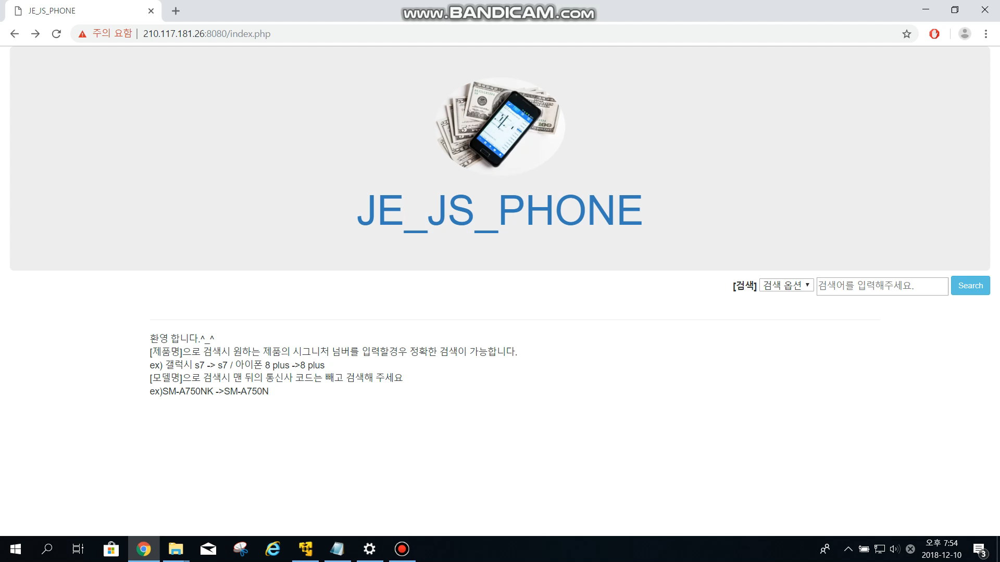 JE_JS_PHONE
www.BANDICAM.com
주의 요함 | 210.117.181.26:8080/index.php
JE_JS_PHONE
[검색] 검색 옵션 검색어를 입력해주세요. Search
환영 합니다.^_^
[제품명]으로 검색시 원하는 제품의 시그니처 넘버를 입력할경우 정확한 검색이 가능합니다.
ex) 갤럭시 s7 -> s7 / 아이폰 8 plus ->8 plus
[모델명]으로 검색시 맨 뒤의 통신사 코드는 빼고 검색해 주세요
ex)SM-A750NK ->SM-A750N
오후 7:54
2018-12-10
3